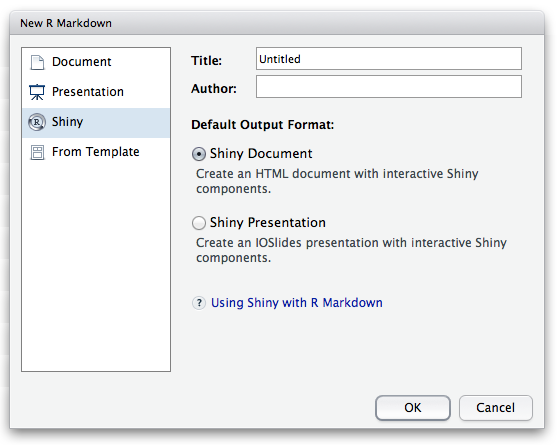 New R Markdown
Document
Presentation
Shiny
From Template
Title: Untitled
Author:
Default Output Format:
Shiny Document
Create an HTML document with interactive Shiny
components.
Shiny Presentation
Create an IOSlides presentation with interactive Shiny
components.
? Using Shiny with R Markdown
OK Cancel